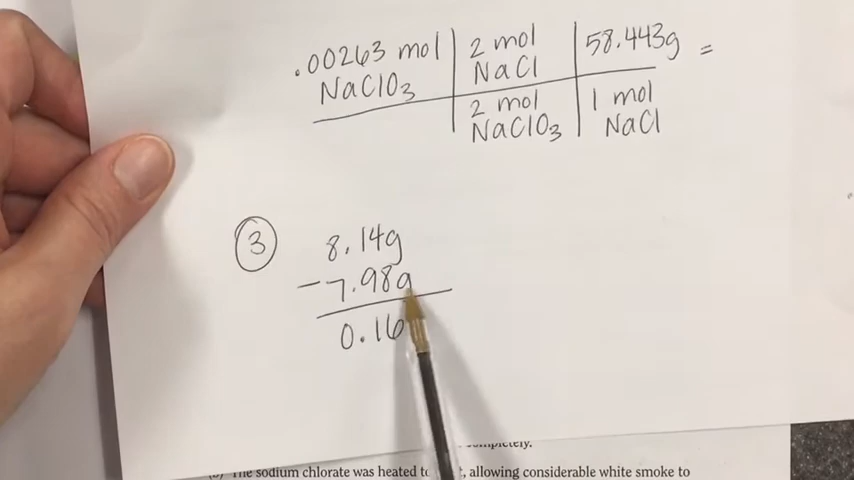 .00263 mol NaClO3 | 2 mol NaCl | 58.443g =
2 mol NaClO3 | 1 mol NaCl
3
8.14g
-7.98g
0.16
completely.
The sodium chlorate was heated , allowing considerable white smoke to